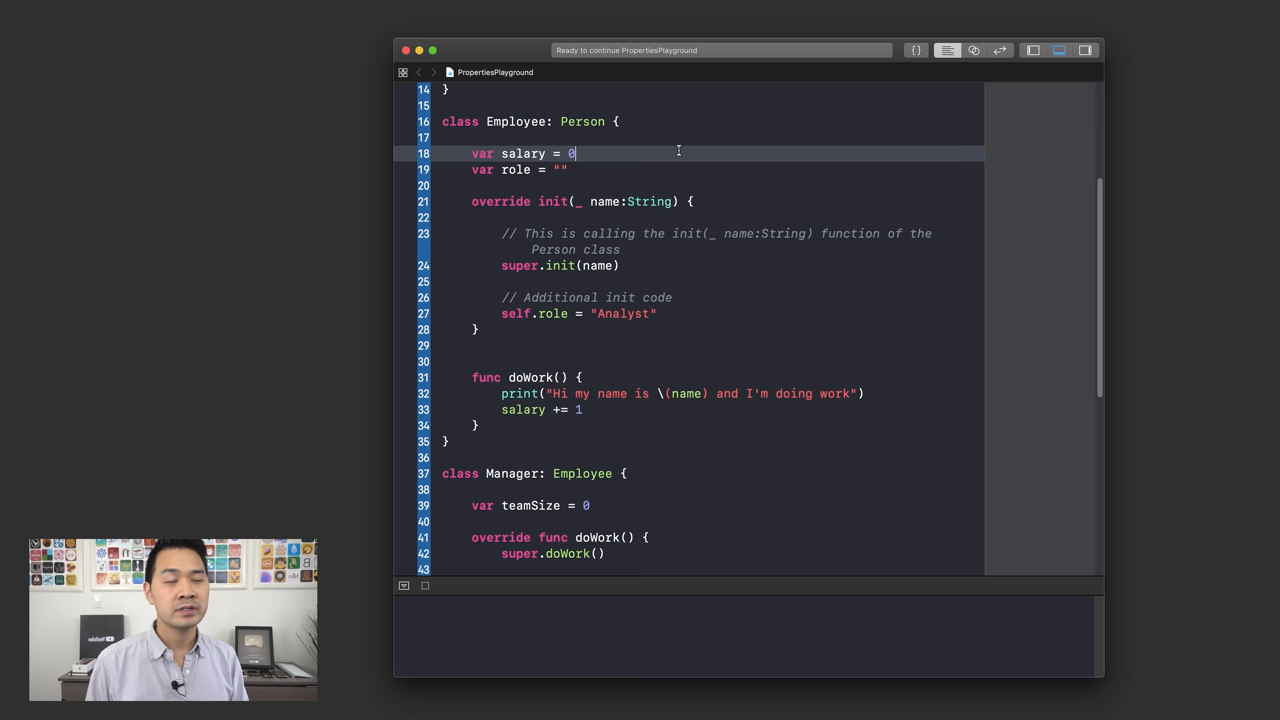 Ready to continue PropertiesPlayground
PropertiesPlayground
14 }
15
16 class Employee: Person {
17
18 var salary = 0
19 var role = ""
20
21 override init(_ name:String) {
22
23 // This is calling the init(_ name:String) function of the
Person class
24 super.init(name)
25
26 // Additional init code
27 self.role = "Analyst"
28 }
29
30
31 func doWork() {
32 print("Hi my name is \(name) and I'm doing work")
33 salary += 1
34 }
35 }
36
37 class Manager: Employee {
38
39 var teamSize = 0
40
41 override func doWork() {
42 super.doWork()
43
YouTube